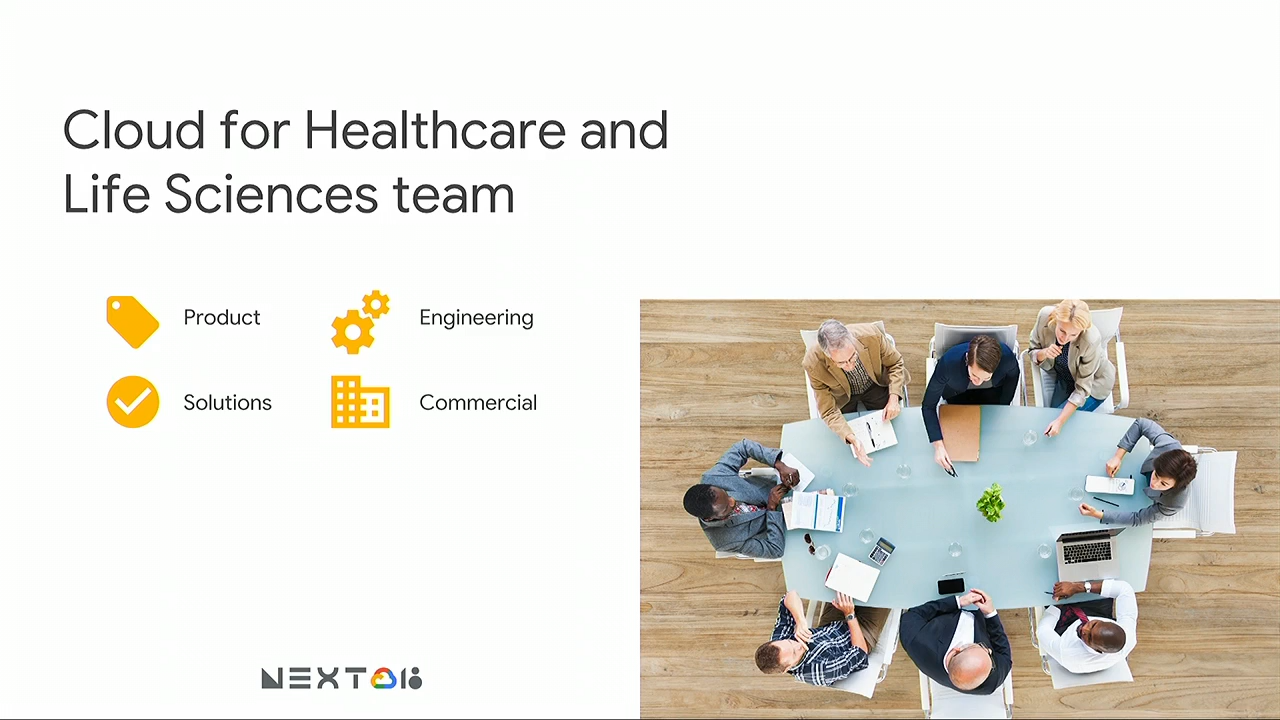 Cloud for Healthcare and
Life Sciences team
Product
Engineering
Solutions
Commercial
NEXT 18